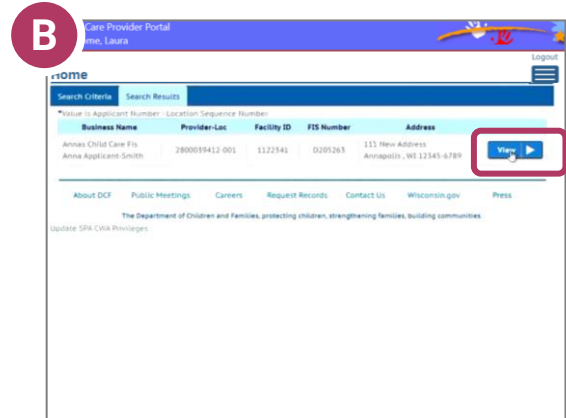 B
Care Provider Portal
me, Laura
Logout
Home
Search Criteria Search Results
*Value is Applicant Number - Location Sequence Number
Business Name Provider-Loc Facility ID FIS Number Address
Annas Child Care Fis
Anna Applicant-Smith
2800039412-001 1122341 0205263
111 New Address
Annapolis , WI 12345-6789
View
About DCF Public Meetings Careers Request Records Contact Us Wisconsin.gov Press
The Department of Children and Families, protecting children, strengthening families, building communities.
Update SPA CWA Privileges